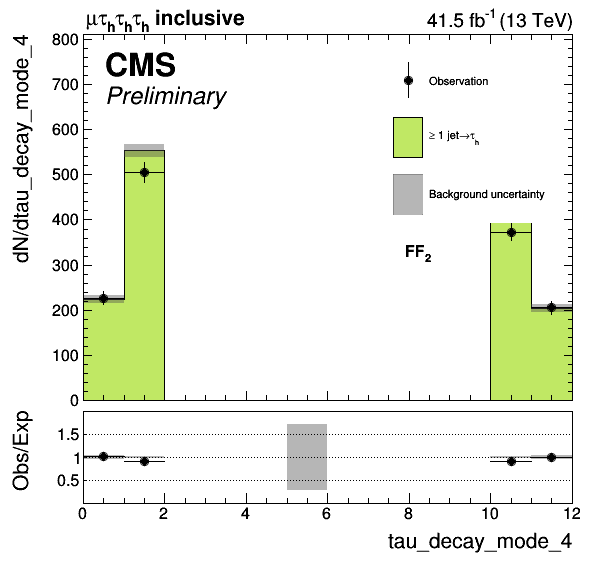 μτhτhτh inclusive
41.5 fb-1 (13 TeV)
CMS
Preliminary
Observation
≥ 1 jet→τh
Background uncertainty
FF2
dN/dtau_decay_mode_4
800
700
600
500
400
300
200
100
0
Obs/Exp
1.5
1
0.5
0 2 4 6 8 10 12
tau_decay_mode_4